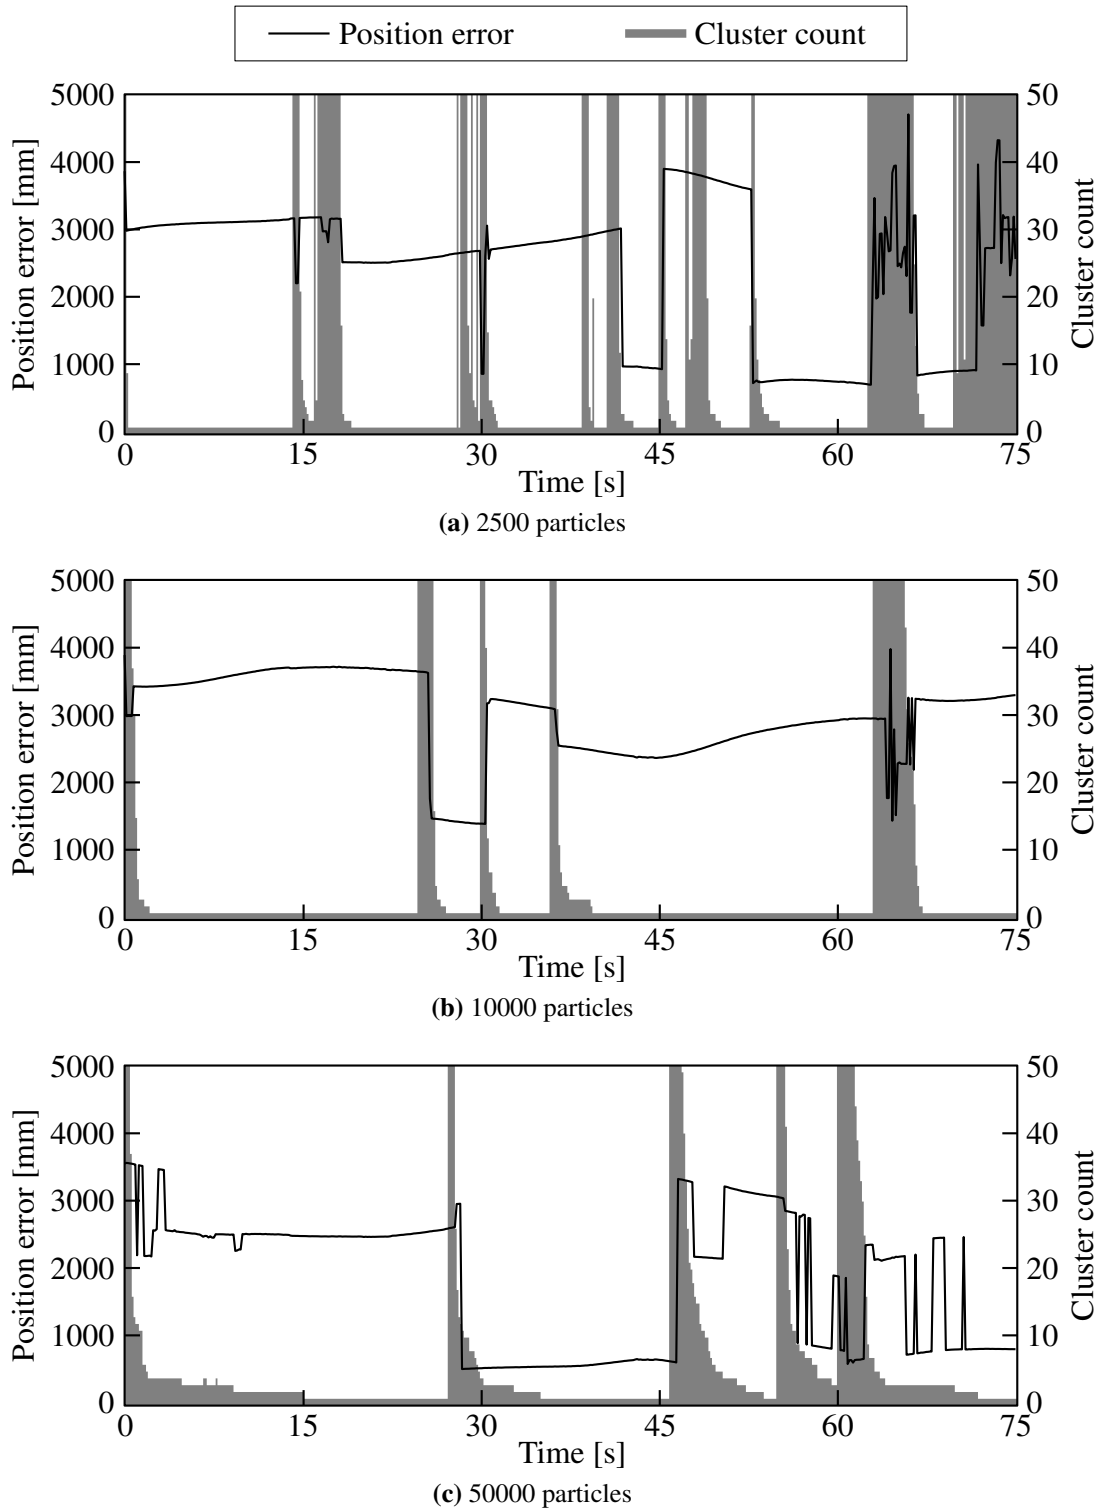 Position error Cluster count
5000 50
4000 40
3000 30
2000 20
1000 10
0 0
Position error [mm]
Cluster count
0 15 30 45 60 75
Time [s]
(a) 2500 particles
5000 50
4000 40
3000 30
2000 20
1000 10
0 0
Position error [mm]
Cluster count
0 15 30 45 60 75
Time [s]
(b) 10000 particles
5000 50
4000 40
3000 30
2000 20
1000 10
0 0
Position error [mm]
Cluster count
0 15 30 45 60 75
Time [s]
(c) 50000 particles